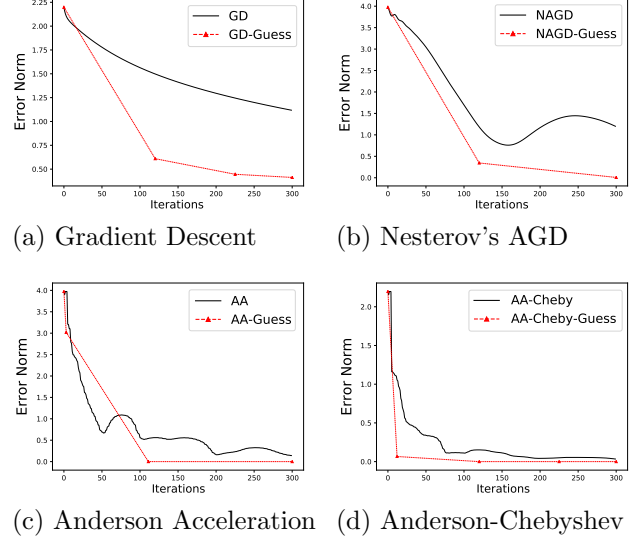 2.25
2.00
1.75
1.50
1.25
1.00
0.75
0.50
Error Norm
GD
GD-Guess
0 50 100 150 200 250 300
Iterations
(a) Gradient Descent
4.0
3.5
3.0
2.5
2.0
1.5
1.0
0.5
0.0
Error Norm
NAGD
NAGD-Guess
0 50 100 150 200 250 300
Iterations
(b) Nesterov's AGD
4.0
3.5
3.0
2.5
2.0
1.5
1.0
0.5
0.0
Error Norm
AA
AA-Guess
0 50 100 150 200 250 300
Iterations
(c) Anderson Acceleration
2.0
1.5
1.0
0.5
0.0
Error Norm
AA-Cheby
AA-Cheby-Guess
0 50 100 150 200 250 300
Iterations
(d) Anderson-Chebyshev